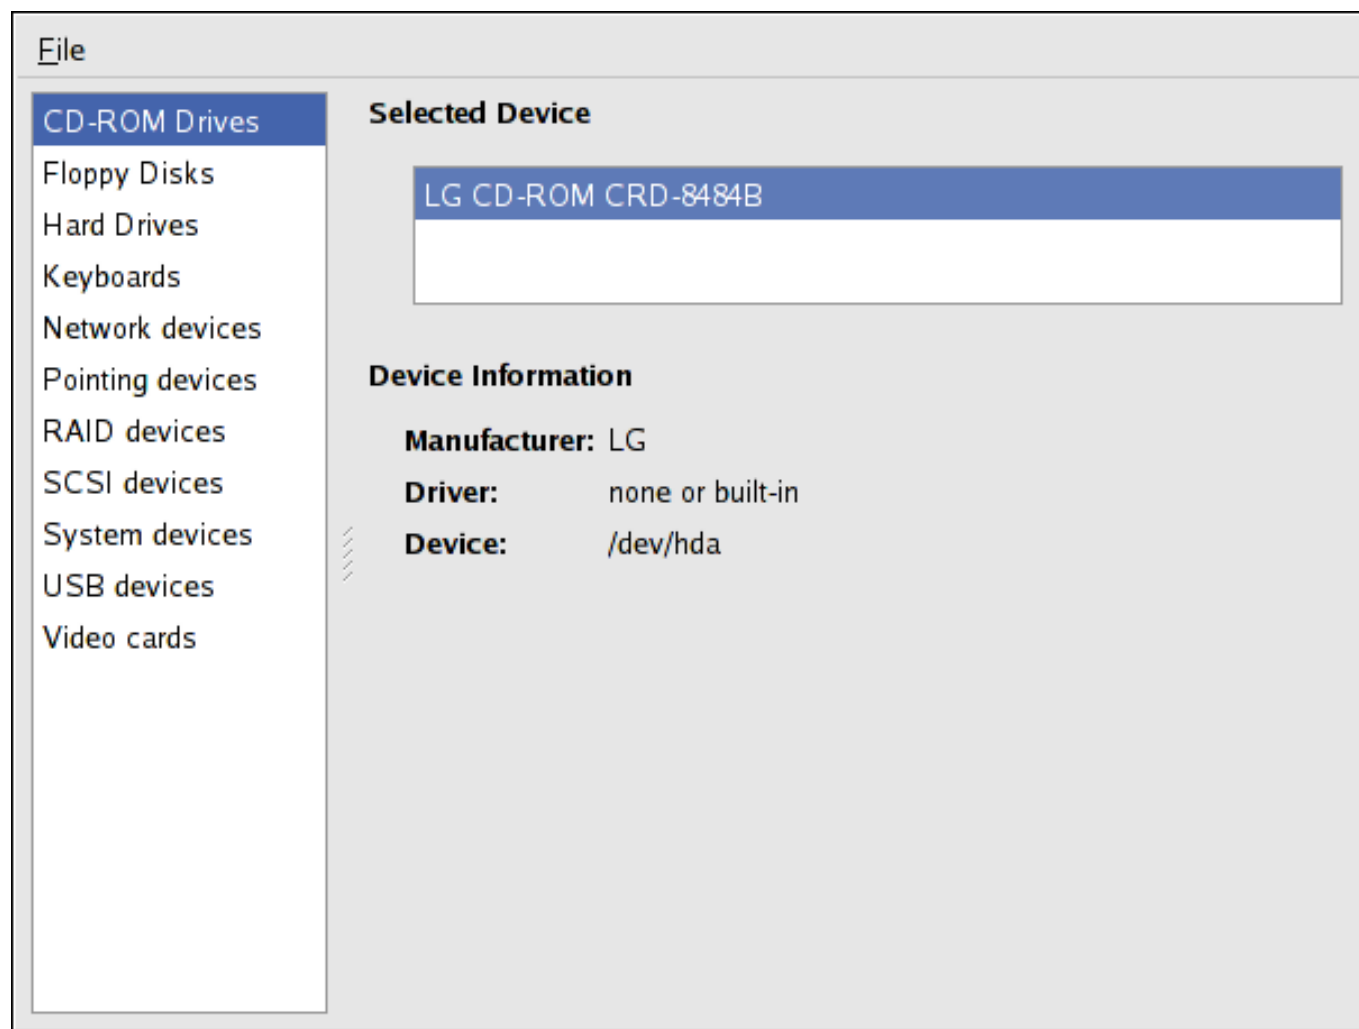 File
CD-ROM Drives
Floppy Disks
Hard Drives
Keyboards
Network devices
Pointing devices
RAID devices
SCSI devices
System devices
USB devices
Video cards
Selected Device
LG CD-ROM CRD-8484B
Device Information
Manufacturer: LG
Driver: none or built-in
Device: /dev/hda